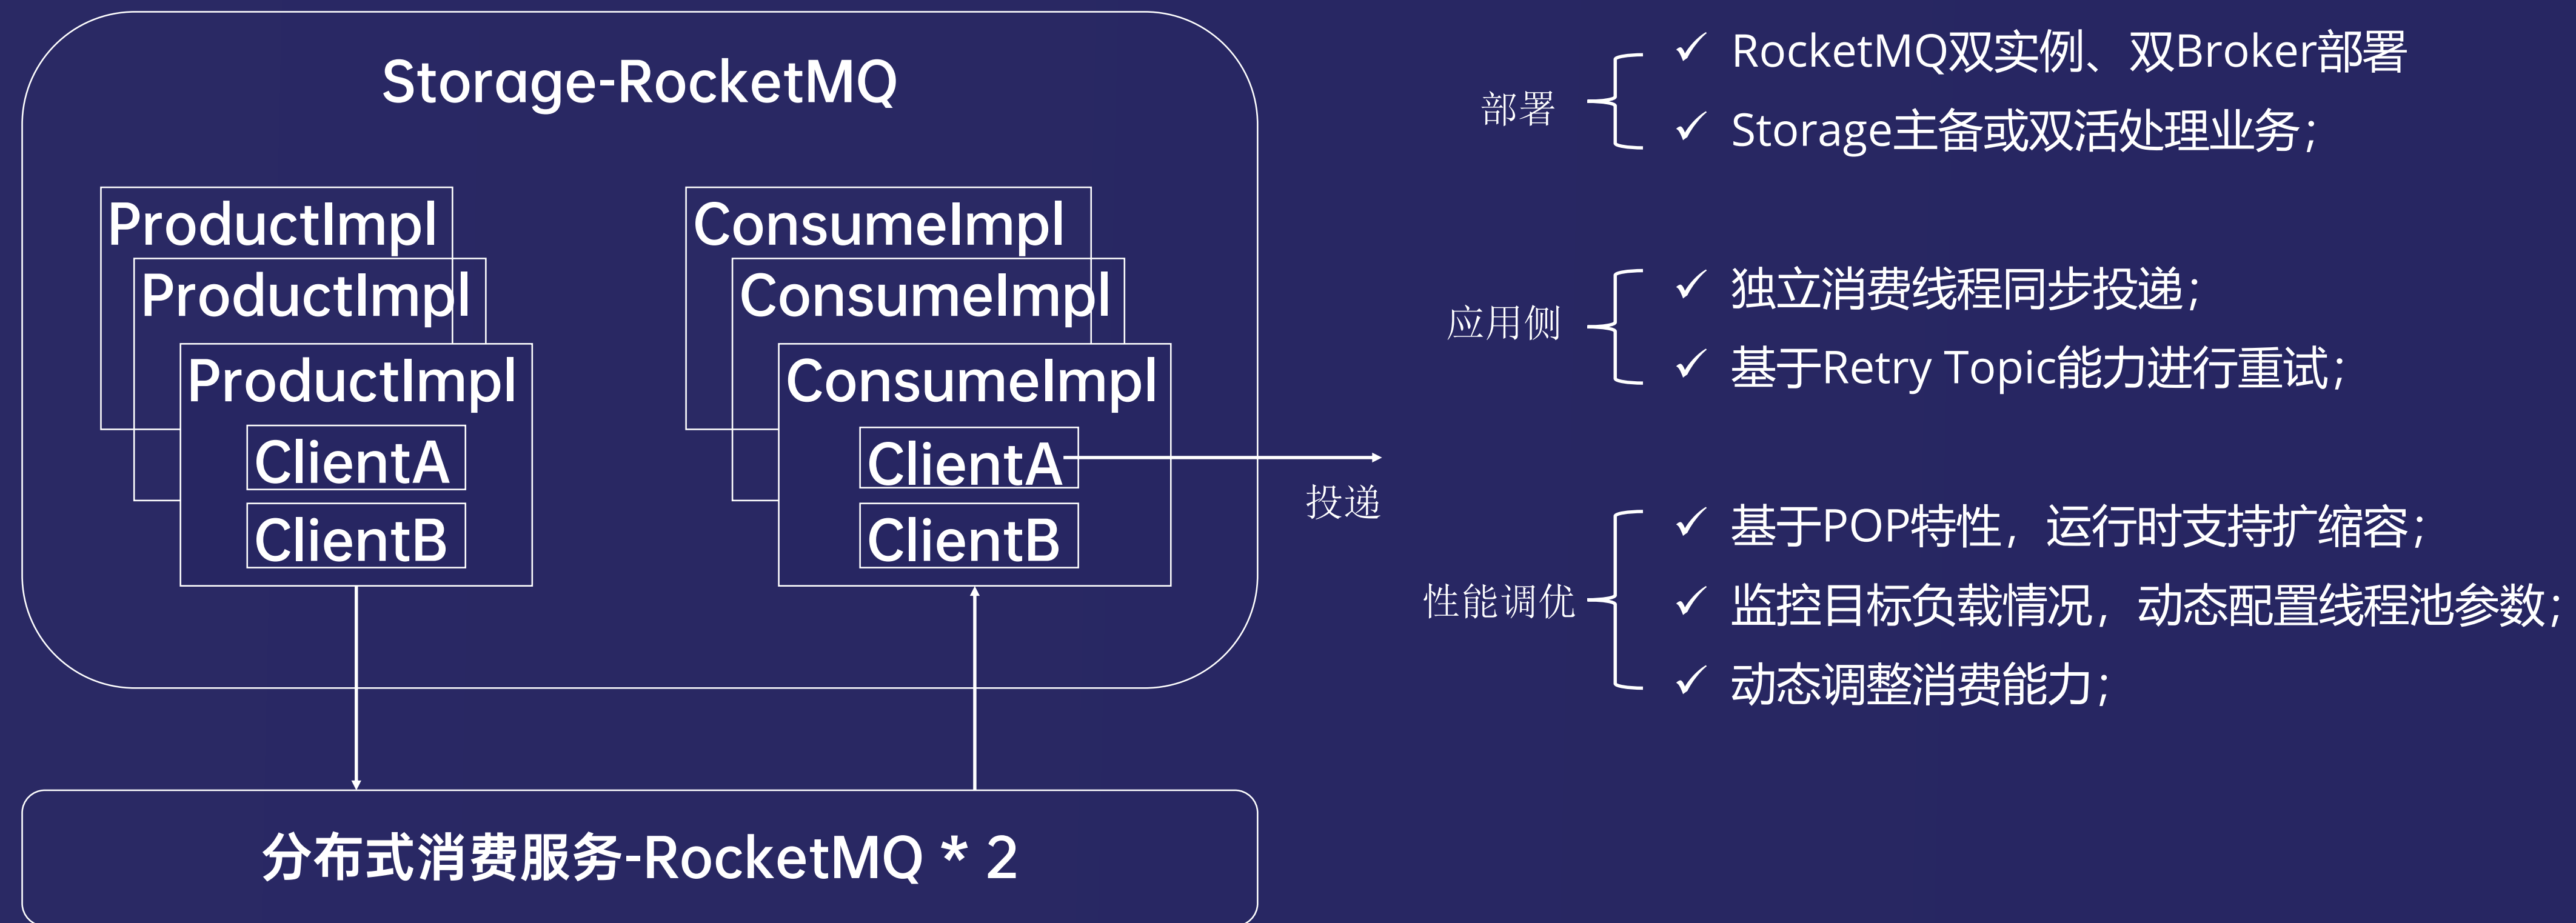 Storage-RocketMQ
ProductImpl
ProductImpl
ProductImpl
ClientA
ClientB
ConsumeImpl
ConsumeImpl
ConsumeImpl
ClientA
ClientB
投递
分布式消费服务-RocketMQ * 2
部署
✓ RocketMQ双实例、双Broker部署
✓ Storage主备或双活处理业务；
应用侧
✓ 独立消费线程同步投递；
✓ 基于Retry Topic能力进行重试；
性能调优
✓ 基于POP特性，运行时支持扩缩容；
✓ 监控目标负载情况，动态配置线程池参数；
✓ 动态调整消费能力；